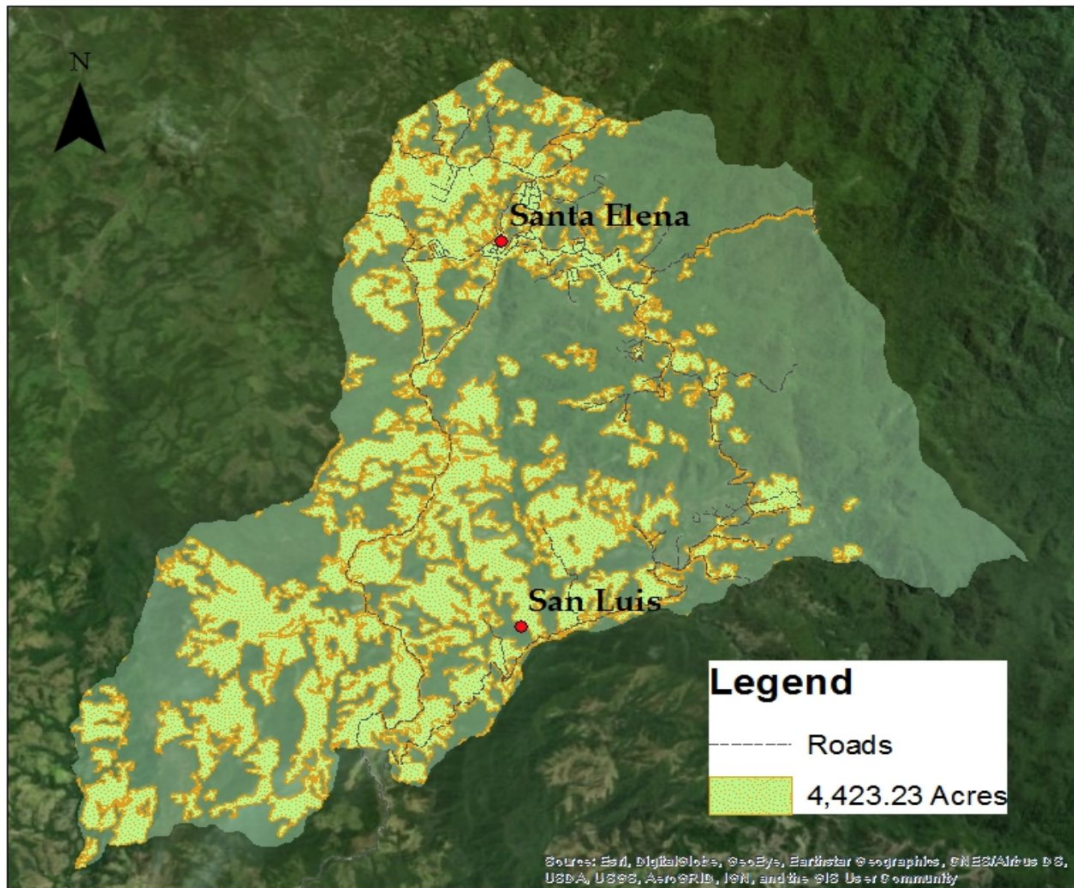 N
Santa Elena
San Luis
Legend
Roads
4,423.23 Acres
Source: Esri, DigitalGlobe, GeoEye, Earthstar Geographics, CNES/Airbus DS,
USDA, USGS, AeroGRID, IGN, and the GIS User Community